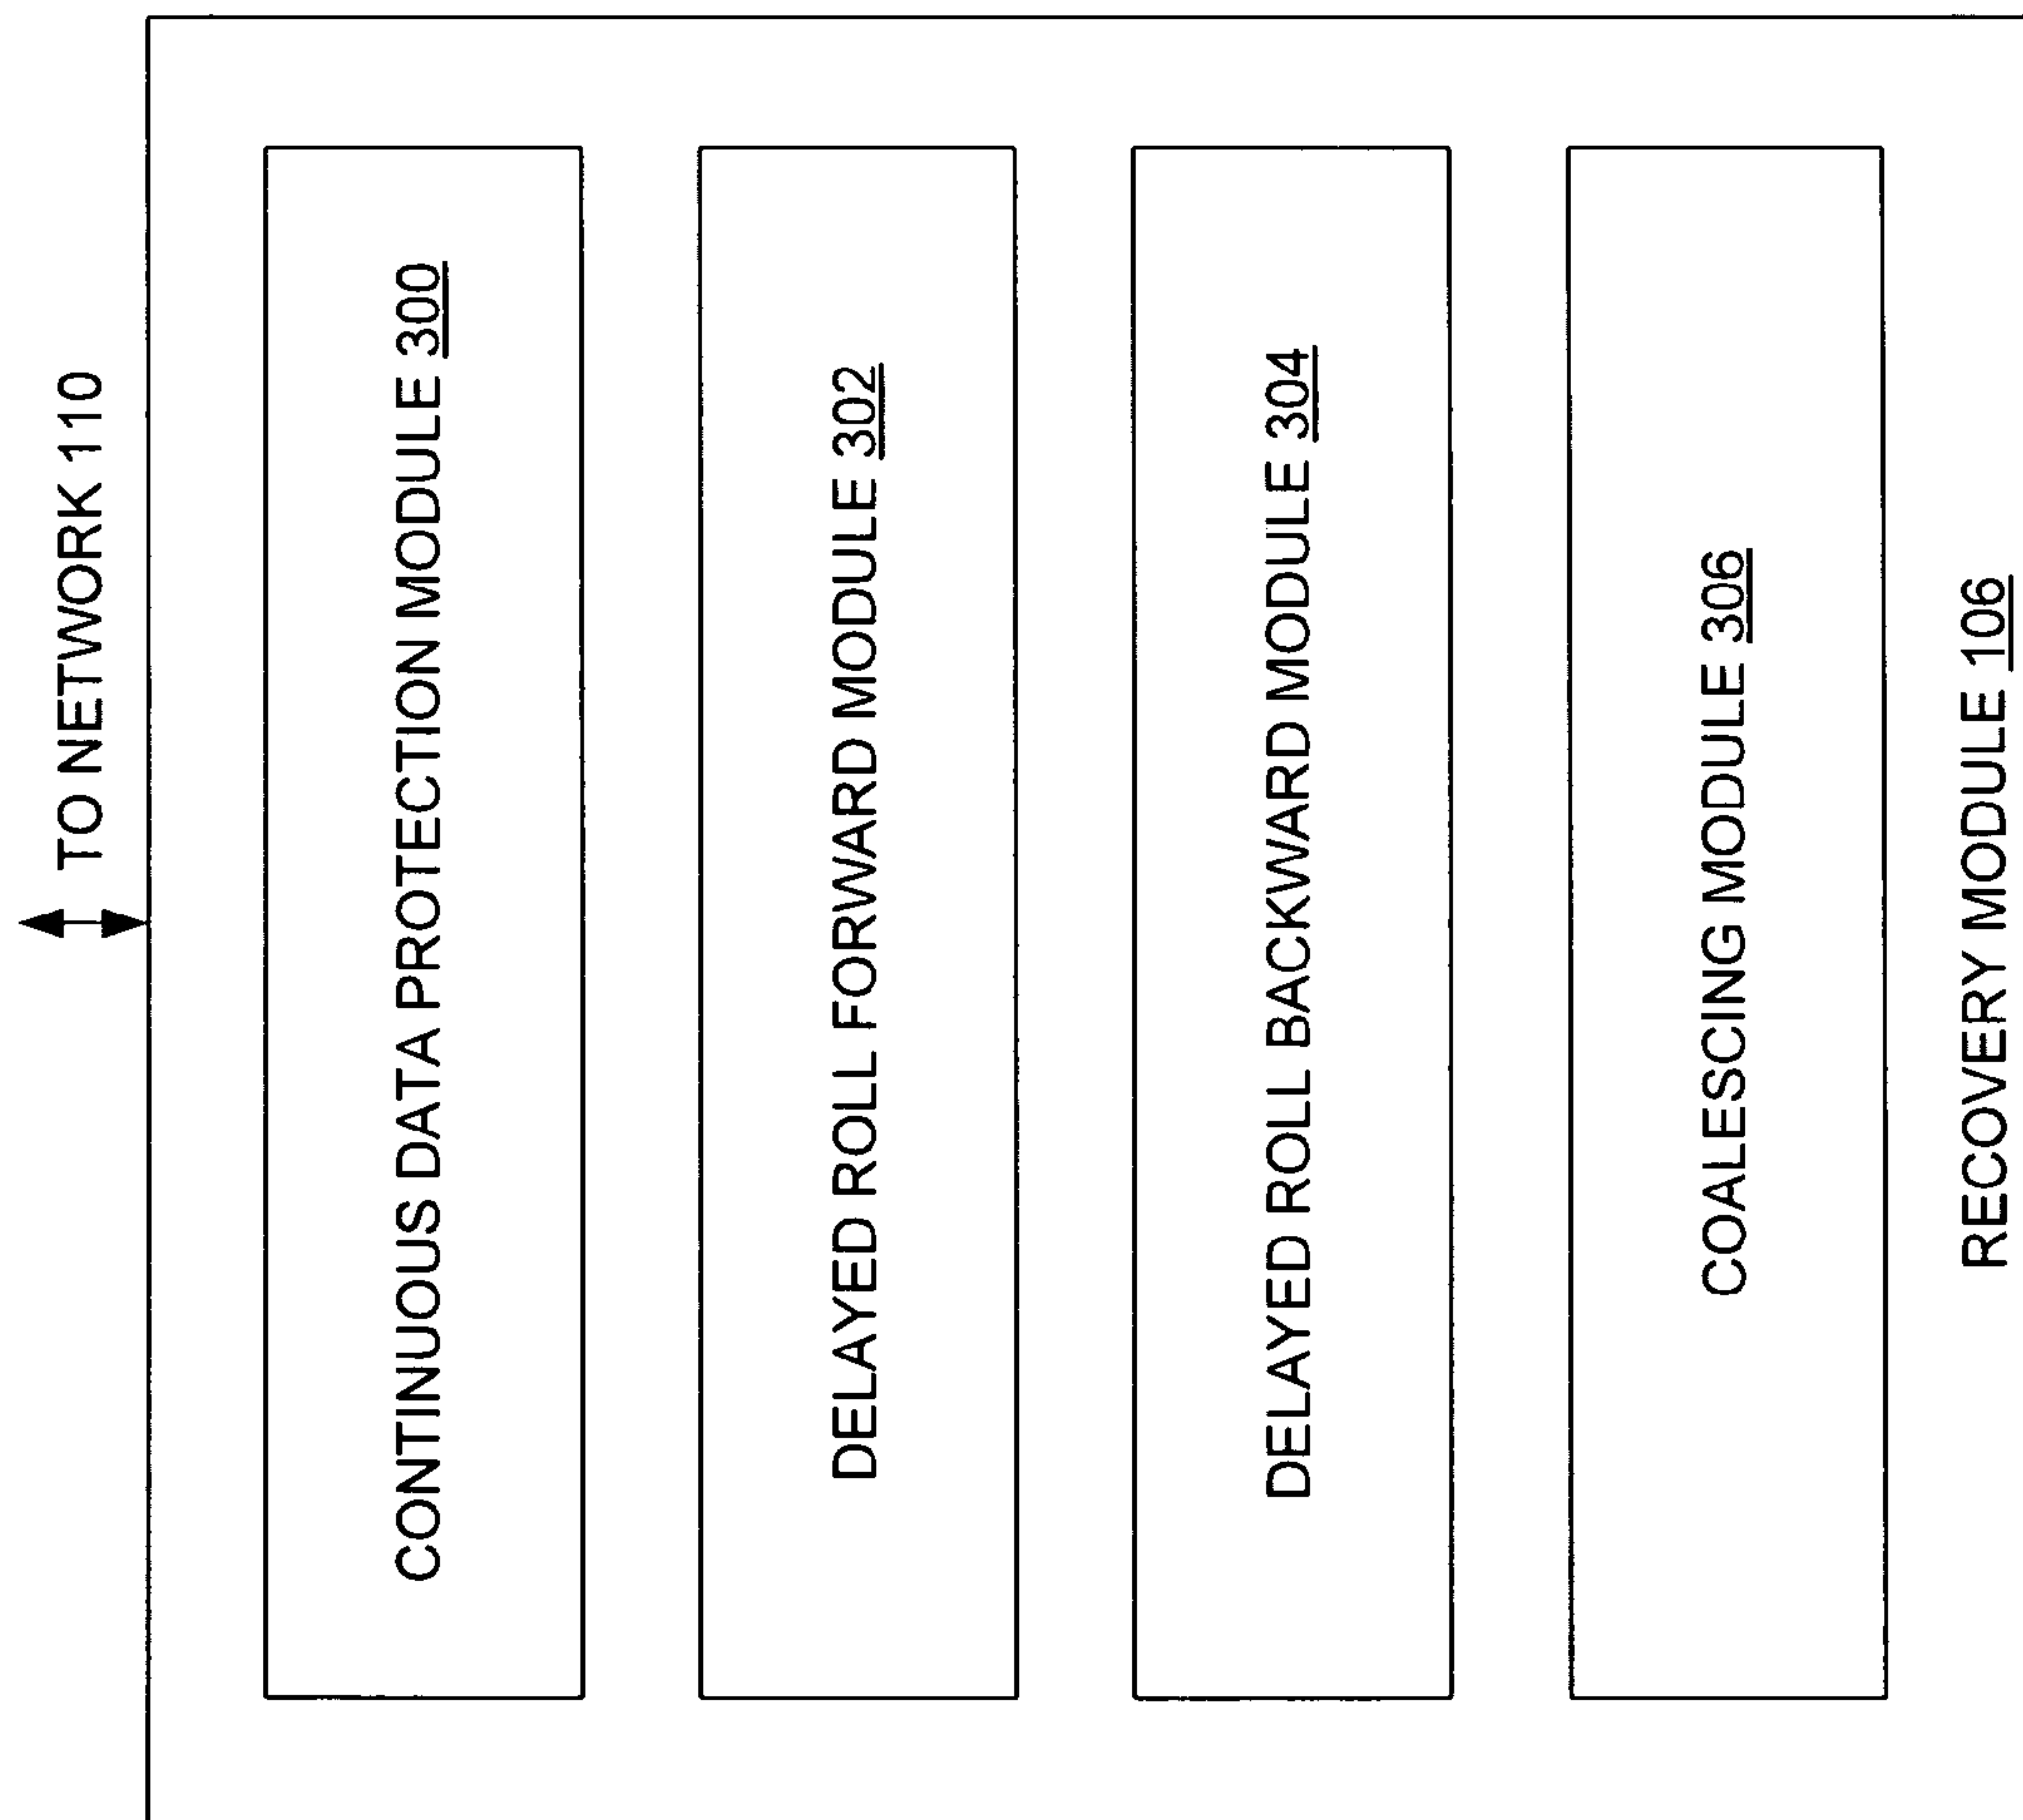 TO NETWORK 110
CONTINUOUS DATA PROTECTION MODULE 300
DELAYED ROLL FORWARD MODULE 302
DELAYED ROLL BACKWARD MODULE 304
COALESCING MODULE 306
RECOVERY MODULE 106